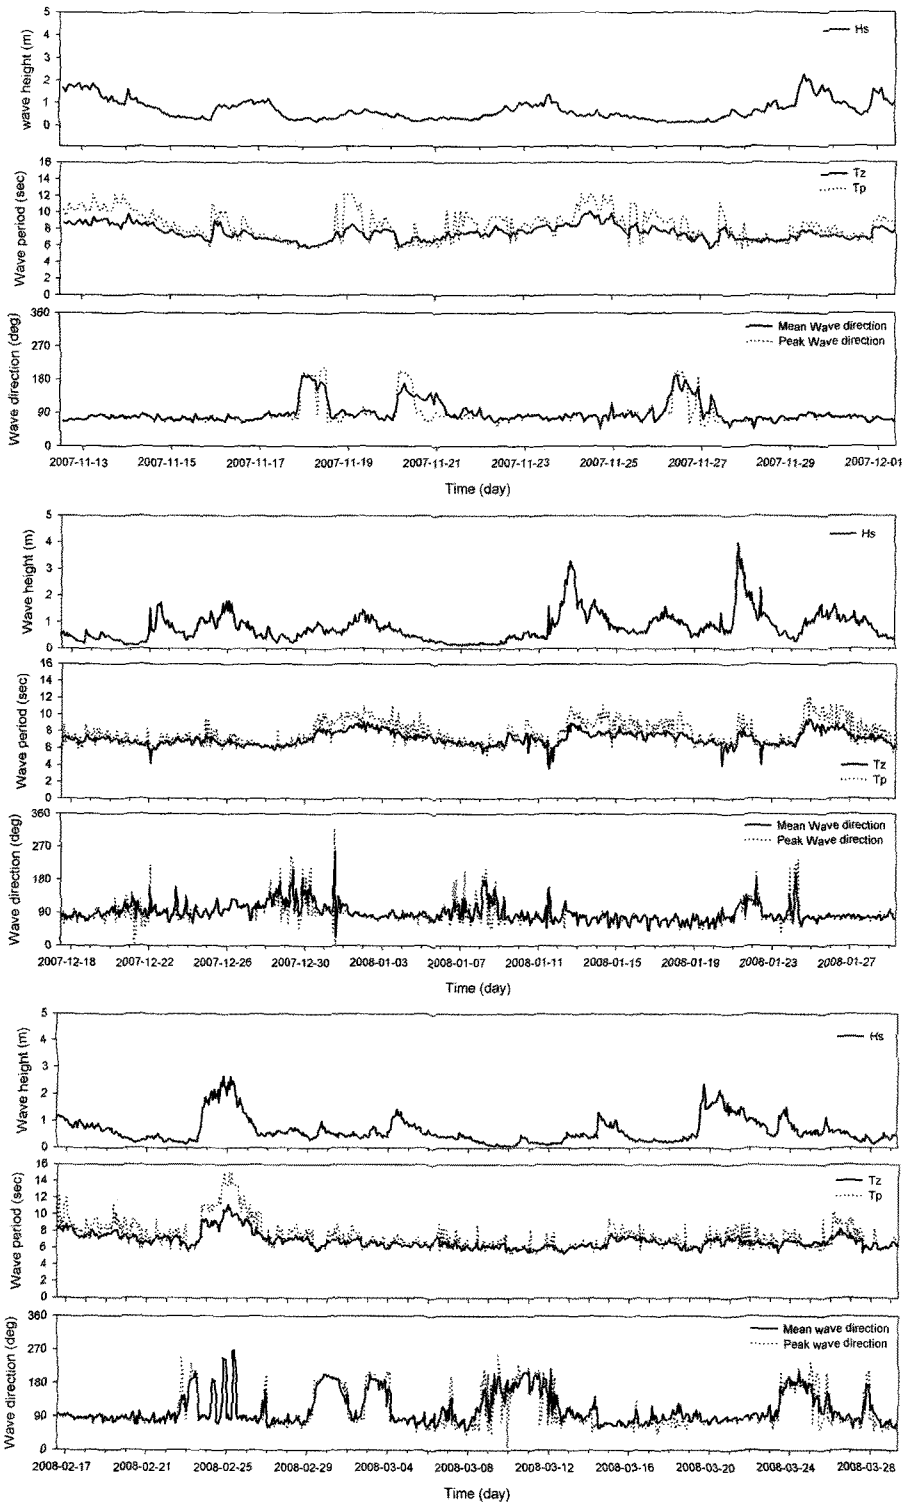 wave height (m)
5
4
3
2
1
0
Hs
Wave period (sec)
16
14
12
10
8
6
4
2
0
Tz
Tp
Wave direction (deg)
360
270
180
90
0
Mean Wave direction
Peak Wave direction
2007-11-13 2007-11-15 2007-11-17 2007-11-19 2007-11-21 2007-11-23 2007-11-25 2007-11-27 2007-11-29 2007-12-01
Time (day)
Wave height (m)
5
4
3
2
1
0
Hs
Wave period (sec)
16
14
12
10
8
6
4
2
0
Tz
Tp
Wave direction (deg)
360
270
180
90
0
Mean Wave direction
Peak Wave direction
2007-12-18 2007-12-22 2007-12-26 2007-12-30 2008-01-03 2008-01-07 2008-01-11 2008-01-15 2008-01-19 2008-01-23 2008-01-27
Time (day)
Wave height (m)
5
4
3
2
1
0
Hs
Wave period (sec)
16
14
12
10
8
6
4
2
0
Tz
Tp
Wave direction (deg)
360
270
180
90
0
Mean wave direction
Peak wave direction
2008-02-17 2008-02-21 2008-02-25 2008-02-29 2008-03-04 2008-03-08 2008-03-12 2008-03-16 2008-03-20 2008-03-24 2008-03-28
Time (day)